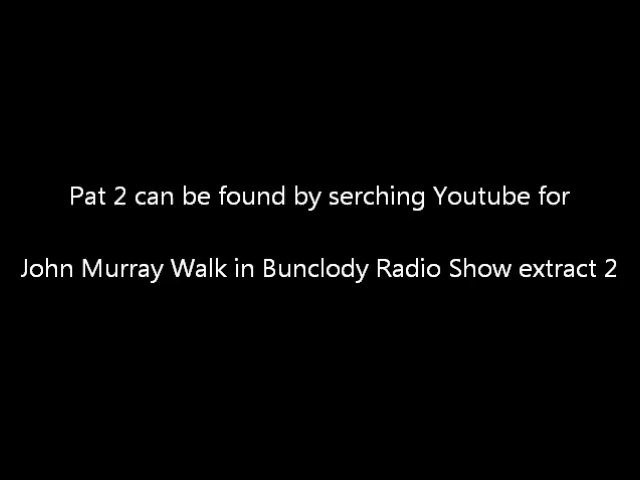 Pat 2 can be found by serching Youtube for
John Murray Walk in Bunclody Radio Show extract 2